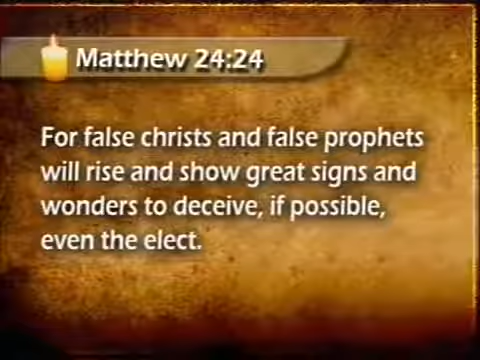 Matthew 24:24
For false christs and false prophets
will rise and show great signs and
wonders to deceive, if possible,
even the elect.